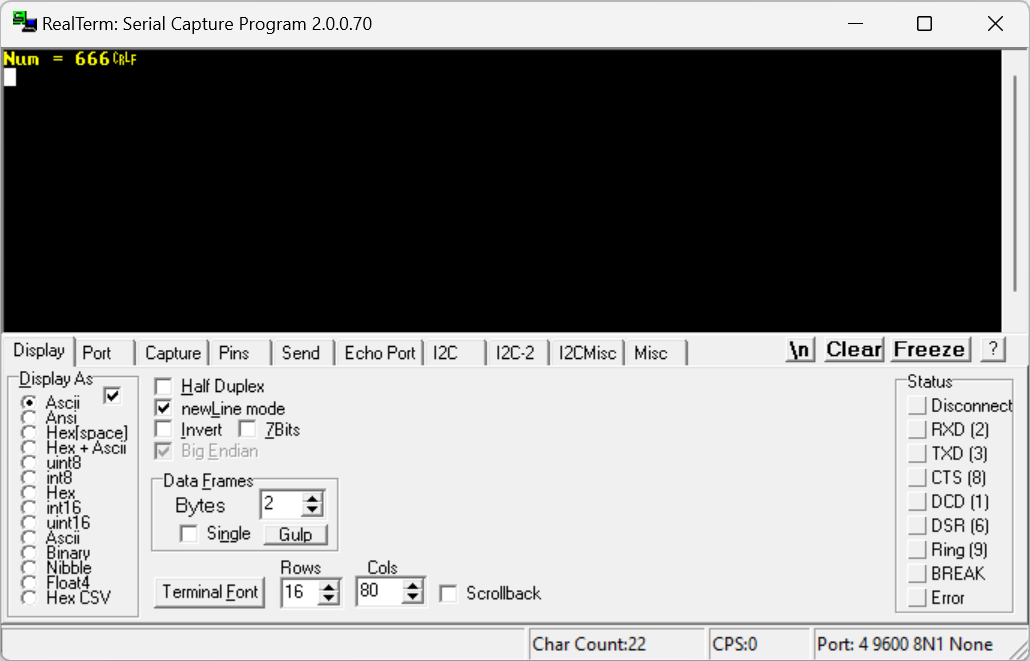 RealTerm: Serial Capture Program 2.0.0.70
Num = 666CRLF
Display Port Capture Pins Send Echo Port I2C I2C-2 I2CMisc Misc \n Clear Freeze ?
Display As
Ascii
Ansi
Hex[space]
Hex + Ascii
uint8
int8
Hex
int16
uint16
Ascii
Binary
Nibble
Float4
Hex CSV
Half Duplex
newLine mode
Invert 7Bits
Big Endian
Data Frames
Bytes 2
Single Gulp
Rows Cols
Terminal Font 16 80 Scrollback
Status
Disconnect
RXD (2)
TXD (3)
CTS (8)
DCD (1)
DSR (6)
Ring (9)
BREAK
Error
Char Count:22 CPS:0 Port: 4 9600 8N1 None